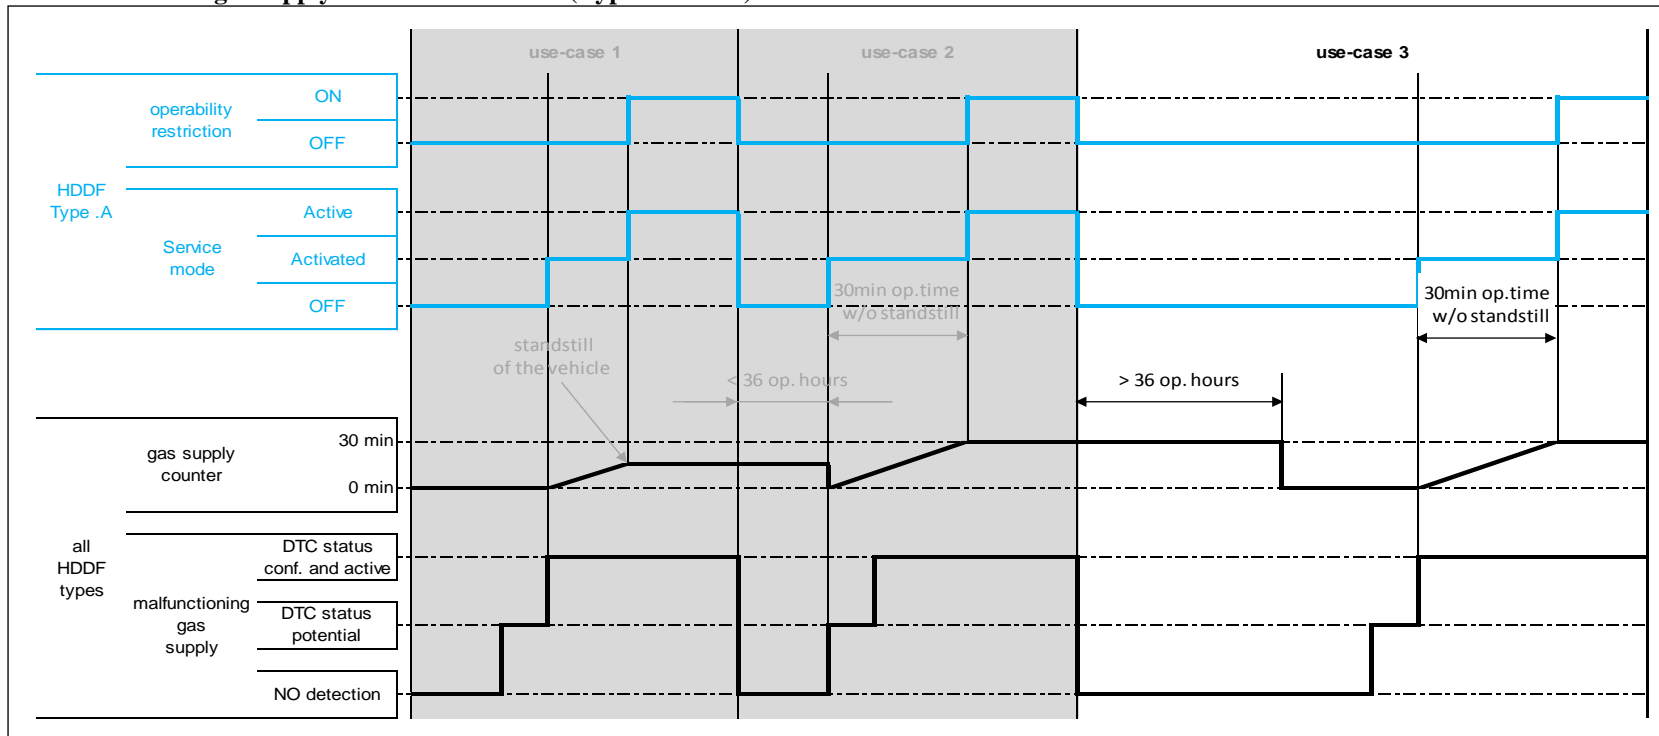 use-case 1
use-case 2
use-case 3
HDDF
Type .A
operability
restriction
ON
OFF
Service
mode
Active
Activated
OFF
30min op.time
w/o standstill
30min op.time
w/o standstill
standstill
of the vehicle
< 36 op. hours
> 36 op. hours
all
HDDF
types
gas supply
counter
30 min
0 min
malfunctioning
gas
supply
DTC status
conf. and active
DTC status
potential
NO detection